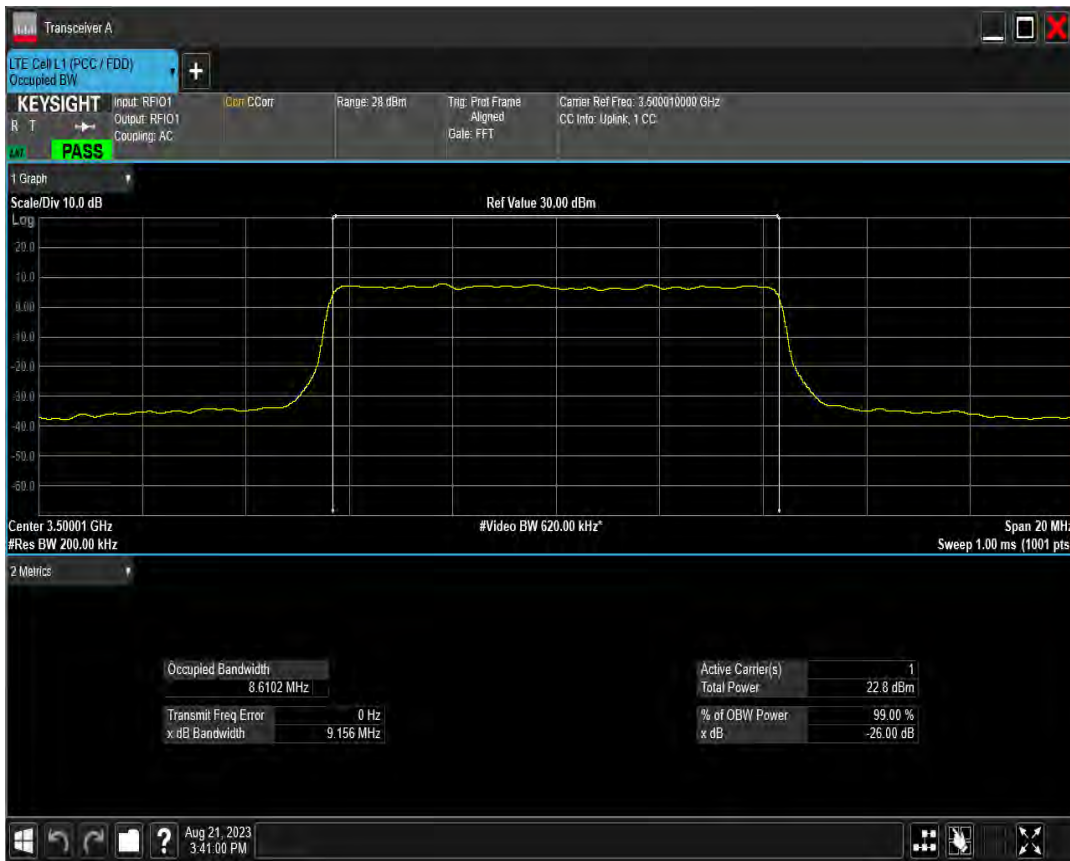 Transceiver A
LTE Cell L1 (PCC / FDD)
Occupied BW
+
KEYSIGHT
R T
PASS
Input: RFIO1
Output: RFIO1
Coupling: AC
Corr CCorr
Range: 28 dBm
Trig: Prot Frame
Aligned
Gate: FFT
Carrier Ref Freq: 3.500010000 GHz
CC Info: Uplink, 1 CC
1 Graph
Scale/Div 10.0 dB
Ref Value 30.00 dBm
Log
20.0
10.0
0.00
-10.0
-20.0
-30.0
-40.0
-50.0
-60.0
Center 3.50001 GHz
#Video BW 620.00 kHz*
Span 20 MHz
#Res BW 200.00 kHz
Sweep 1.00 ms (1001 pts
2 Metrics
Occupied Bandwidth
8.6102 MHz
Transmit Freq Error 0 Hz
x dB Bandwidth 9.156 MHz
Active Carrier(s) 1
Total Power 22.8 dBm
% of OBW Power 99.00 %
x dB -26.00 dB
?
Aug 21, 2023
3:41:00 PM